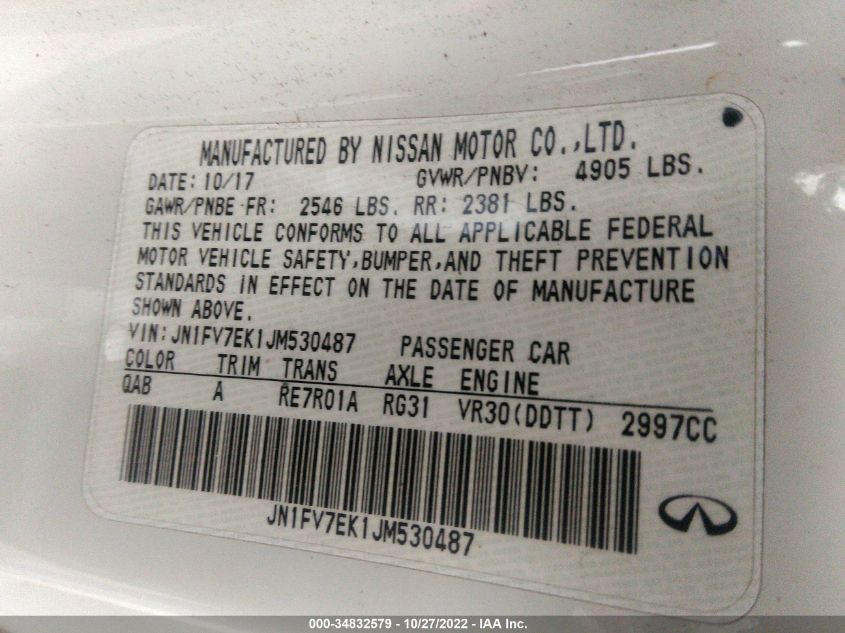 MANUFACTURED BY NISSAN MOTOR CO.,LTD.
DATE:10/17 GVWR/PNBV: 4905 LBS.
GAWR/PNBE FR: 2546 LBS. RR: 2381 LBS.
THIS VEHICLE CONFORMS TO ALL APPLICABLE FEDERAL
MOTOR VEHICLE SAFETY,BUMPER,AND THEFT PREVENTION
STANDARDS IN EFFECT ON THE DATE OF MANUFACTURE
SHOWN ABOVE.
VIN:JN1FV7EK1JM530487 PASSENGER CAR
COLOR TRIM TRANS AXLE ENGINE
QAB A RE7R01A RG31 VR30(DDTT) 2997CC
JN1FV7EK1JM530487
000-34832579 - 10/27/2022 - IAA Inc.